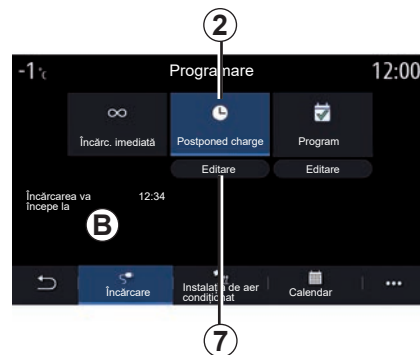 2
-1°c Programare 12:00
Încărc. imediată Postponed charge Program
Editare Editare
Încărcarea va 12:34
începe la
B
Încărcare Instalația de aer Calendar
condiționat
7